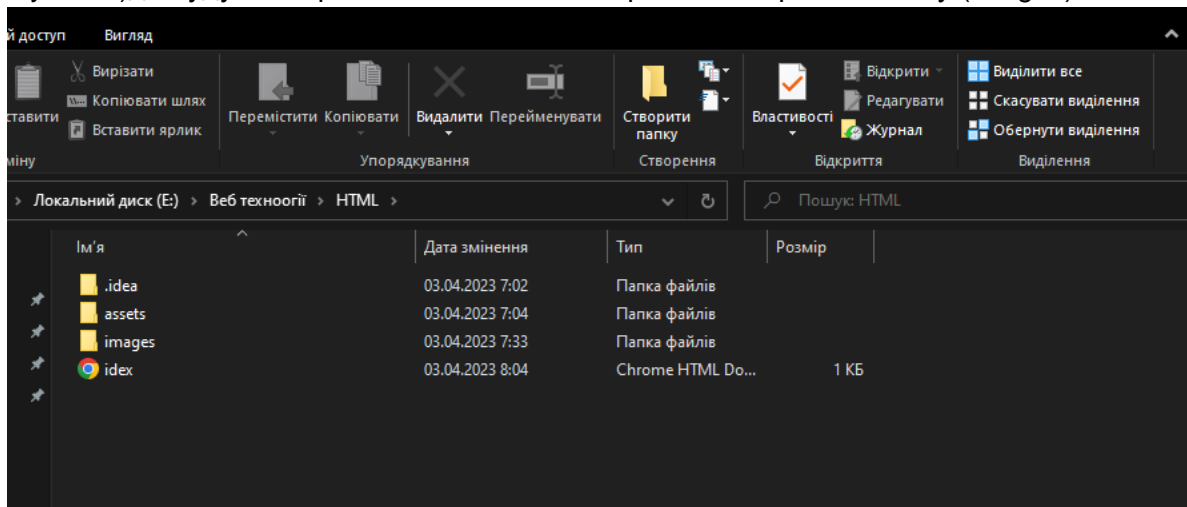 й доступ Вигляд
Вирізати
Копіювати шлях
Вставити ярлик
Перемістити Копіювати Видалити Перейменувати
Створити папку
Властивості
Відкрити
Редагувати
Журнал
Виділити все
Скасувати виділення
Обернути виділення
міну Упорядкування Створення Відкриття Виділення
› Локальний диск (E:) › Веб техноогії › HTML › Пошук: HTML
Ім'я Дата змінення Тип Розмір
.idea 03.04.2023 7:02 Папка файлів
assets 03.04.2023 7:04 Папка файлів
images 03.04.2023 7:33 Папка файлів
idex 03.04.2023 8:04 Chrome HTML Do... 1 КБ